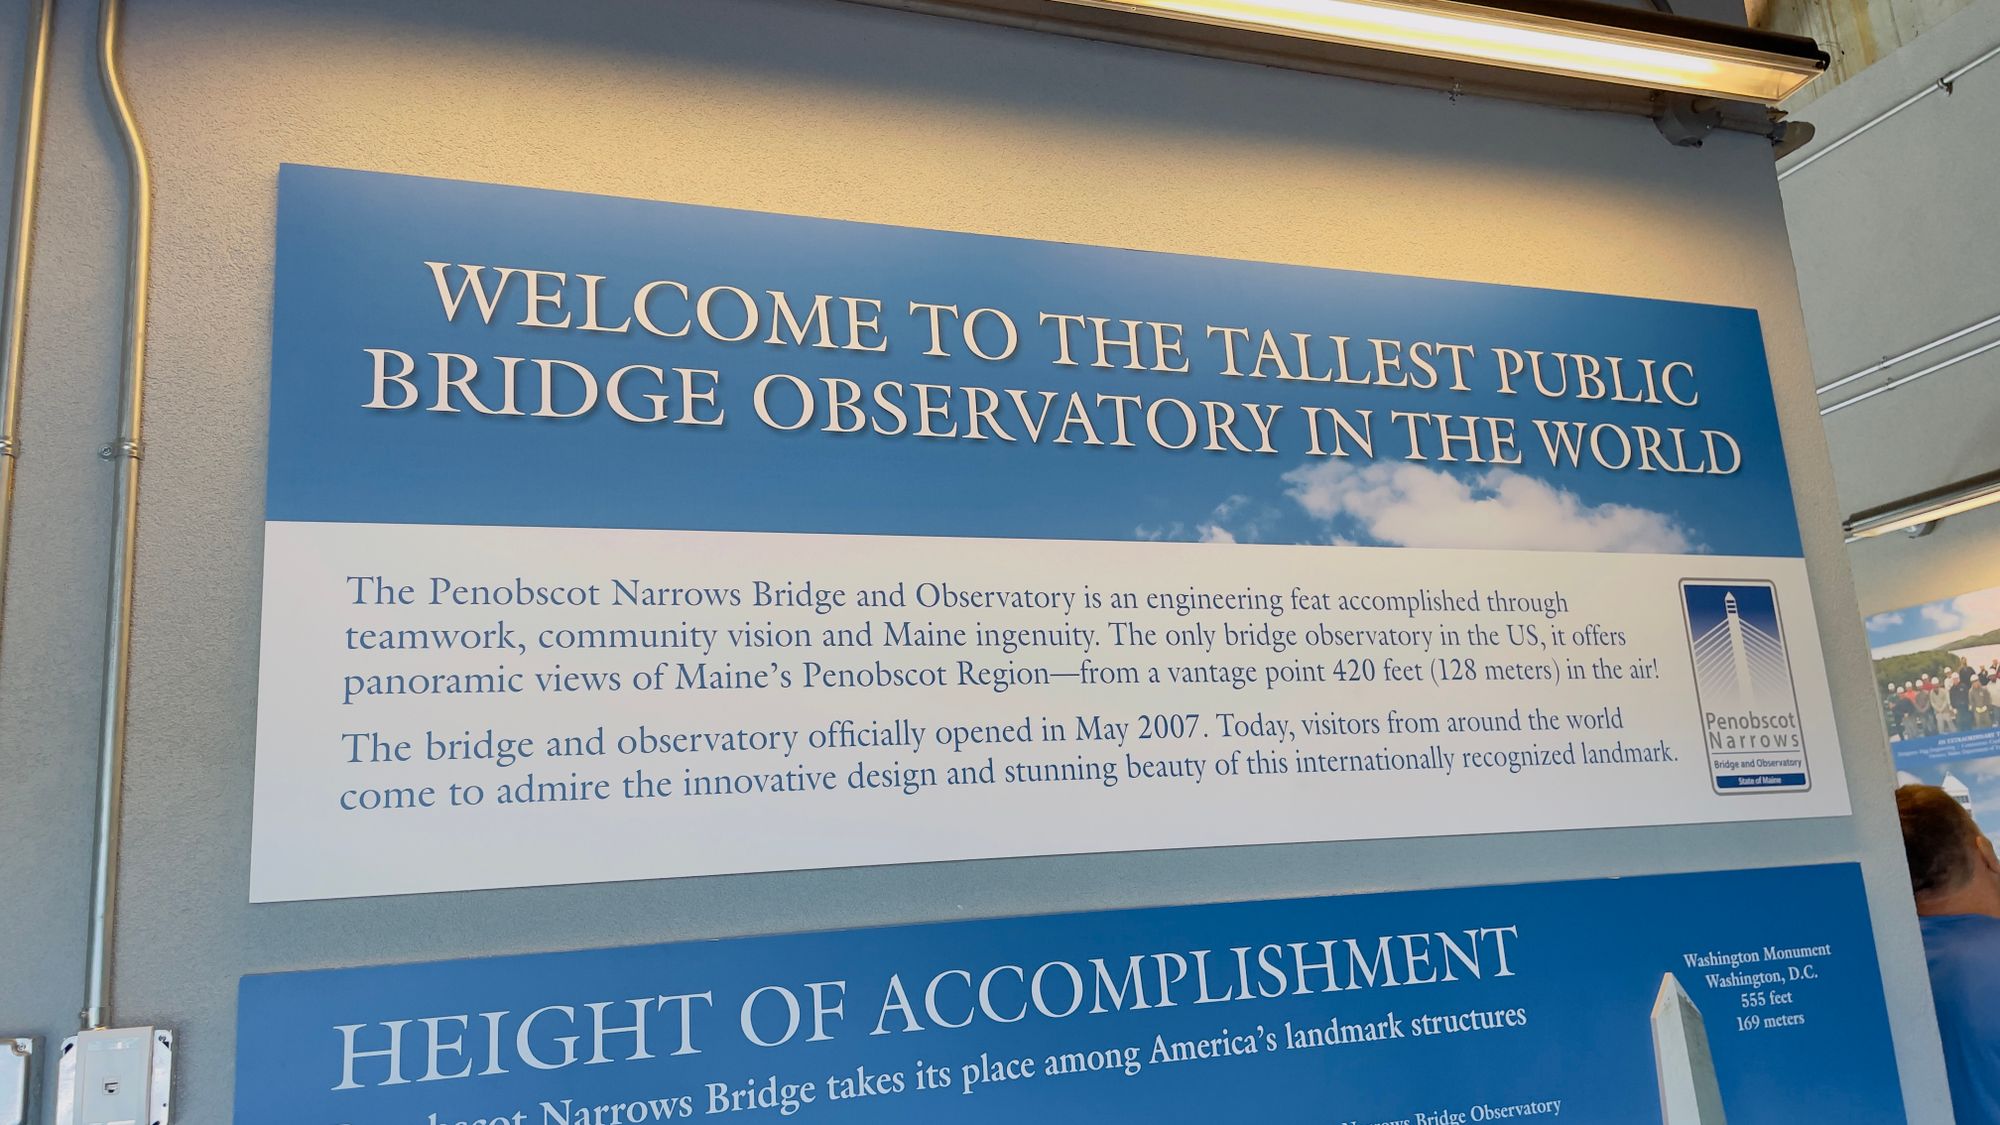 WELCOME TO THE TALLEST PUBLIC
BRIDGE OBSERVATORY IN THE WORLD
The Penobscot Narrows Bridge and Observatory is an engineering feat accomplished through
teamwork, community vision and Maine ingenuity. The only bridge observatory in the US, it offers
panoramic views of Maine's Penobscot Region—from a vantage point 420 feet (128 meters) in the air!
The bridge and observatory officially opened in May 2007. Today, visitors from around the world
come to admire the innovative design and stunning beauty of this internationally recognized landmark.
Penobscot
Narrows
Bridge and Observatory
State of Maine
HEIGHT OF ACCOMPLISHMENT
Narrows Bridge takes its place among America's landmark structures
Washington Monument
Washington, D.C.
555 feet
169 meters
Bridge Observatory